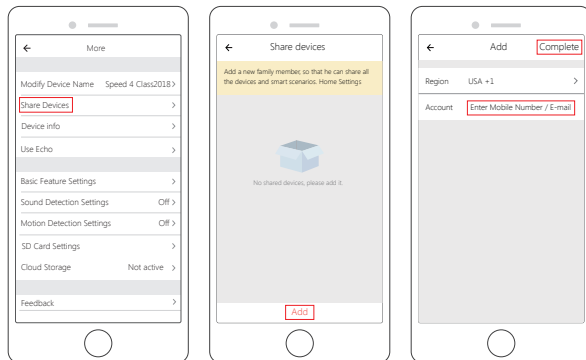 More
Modify Device Name Speed 4 Class2018
Share Devices
Device info
Use Echo
Basic Feature Settings
Sound Detection Settings Off
Motion Detection Settings Off
SD Card Settings
Cloud Storage Not active
Feedback
Share devices
Add a new family member, so that he can share all
the devices and smart scenarios. Home Settings
No shared devices, please add it
Add
Add Complete
Region USA +1
Account Enter Mobile Number / E-mail